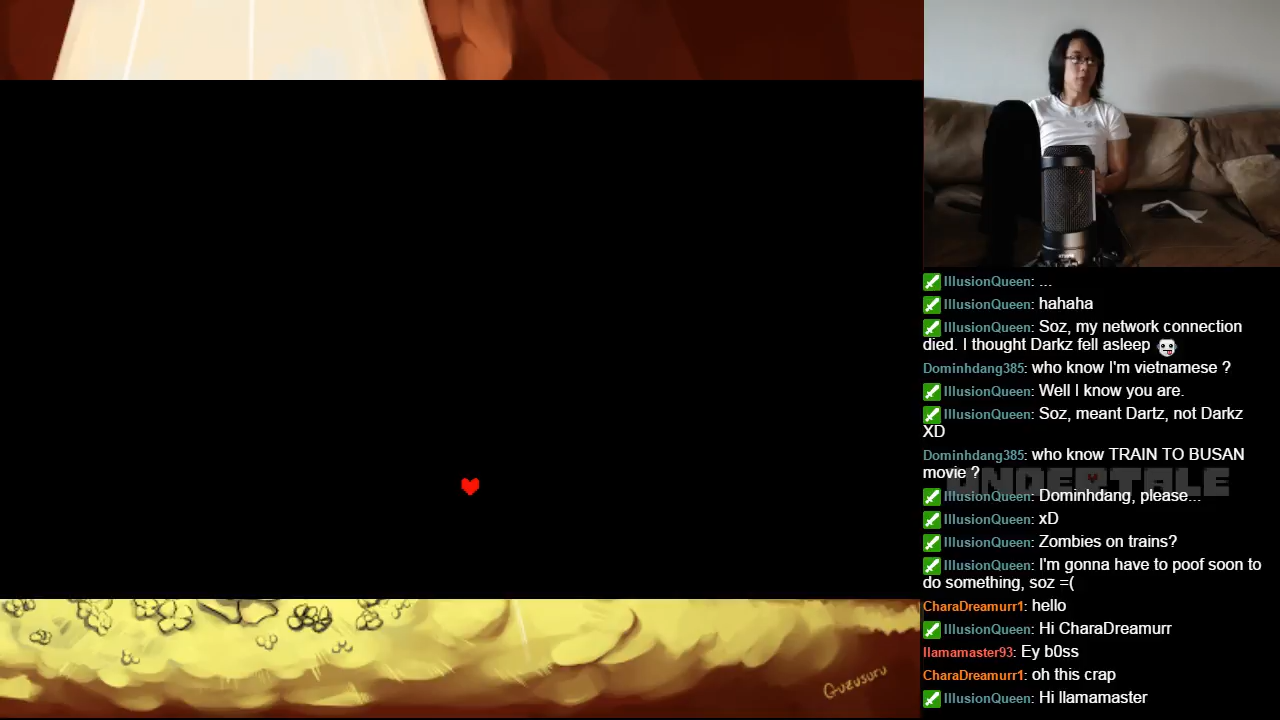 IllusionQueen: ...
IllusionQueen: hahaha
IllusionQueen: Soz, my network connection
died. I thought Darkz fell asleep
Dominhdang385: who know I'm vietnamese ?
IllusionQueen: Well I know you are.
IllusionQueen: Soz, meant Dartz, not Darkz
XD
Dominhdang385: who know TRAIN TO BUSAN
movie ?
UNDERTALE
IllusionQueen: Dominhdang, please...
IllusionQueen: xD
IllusionQueen: Zombies on trains?
IllusionQueen: I'm gonna have to poof soon to
do something, soz =(
CharaDreamurr1: hello
IllusionQueen: Hi CharaDreamurr
llamamaster93: Ey b0ss
CharaDreamurr1: oh this crap
IllusionQueen: Hi llamamaster
Guzusuru